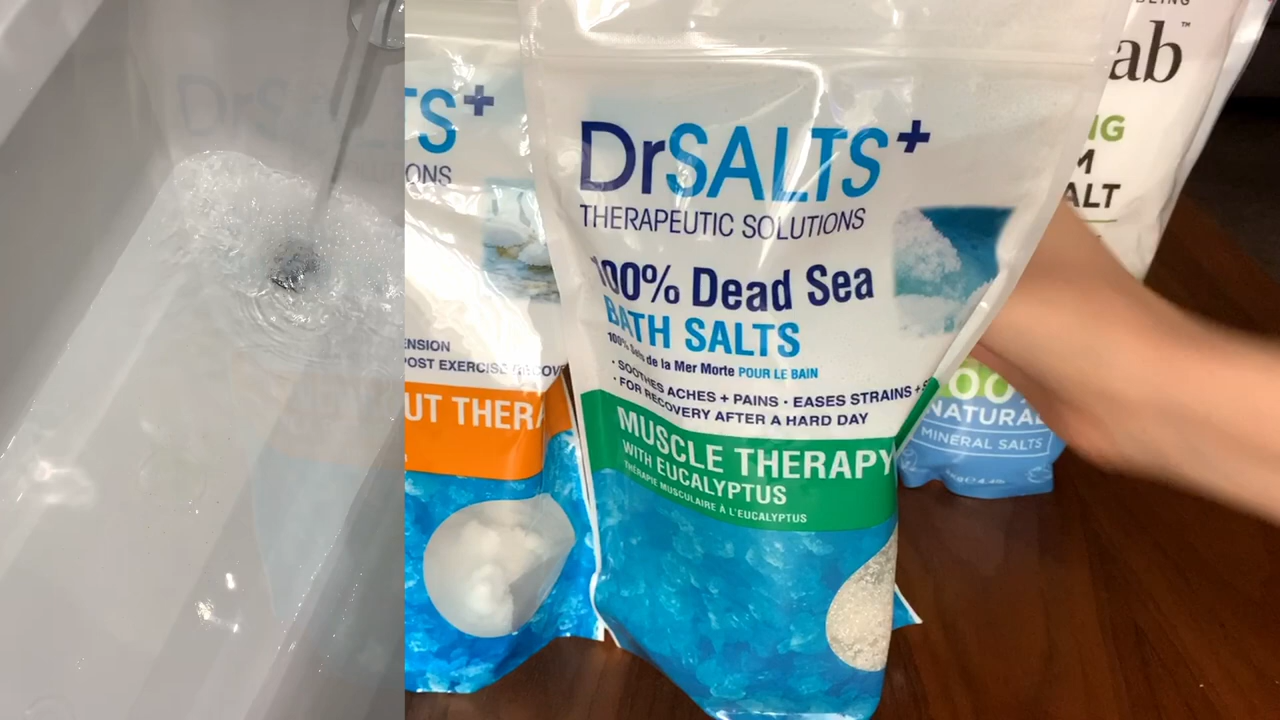 TS+
ONS
ENSION
POST EXERCISE RECOV
UT THERA
DrSALTS+
THERAPEUTIC SOLUTIONS
100% Dead Sea
BATH SALTS
100% Sels de la Mer Morte POUR LE BAIN
• SOOTHES ACHES + PAINS • EASES STRAINS + S
• FOR RECOVERY AFTER A HARD DAY
MUSCLE THERAPY
WITH EUCALYPTUS
THÉRAPIE MUSCULAIRE À L'EUCALYPTUS
ab™
NG
M
ALT
NATURAL
MINERAL SALTS